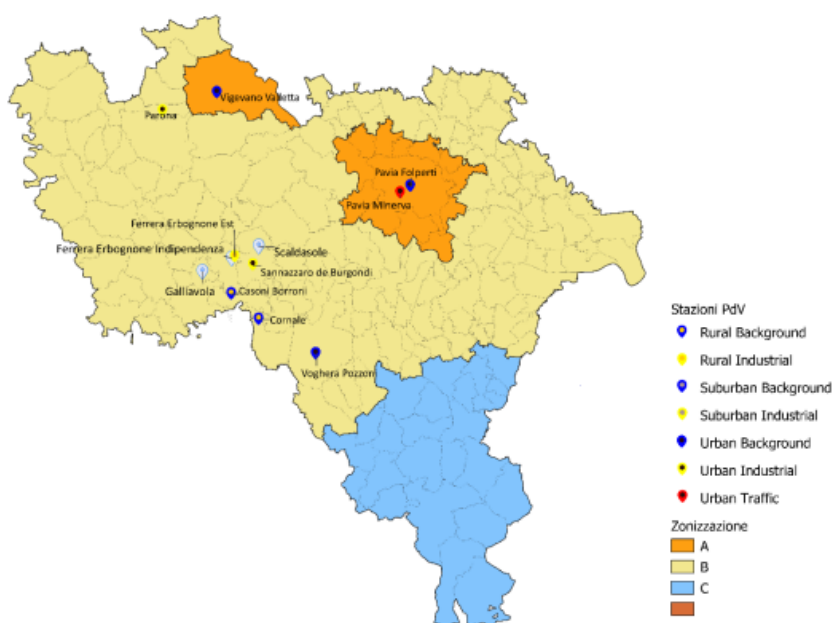 Vigevano Valletta
Parona
Pavia Folperti
Pavia Minerva
Ferrera Erbognone Est
Ferrera Erbognone Indipendenza
Scaldasole
Sannazzaro de Burgondi
Galliavola
Casoni Borroni
Cornale
Voghera Pozzoni
Stazioni PdV
Rural Background
Rural Industrial
Suburban Background
Suburban Industrial
Urban Background
Urban Industrial
Urban Traffic
Zonizzazione
A
B
C